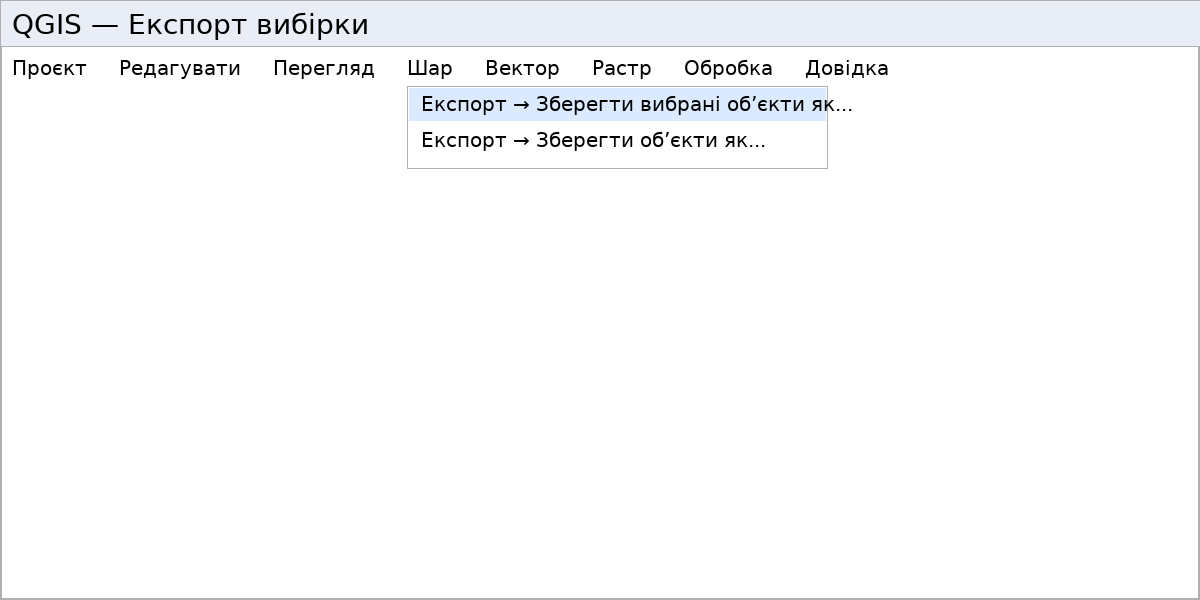 QGIS — Експорт вибірки
Проєкт Редагувати Перегляд Шар Вектор Растр Обробка Довідка
Експорт → Зберегти вибрані об’єкти як...
Експорт → Зберегти об’єкти як...